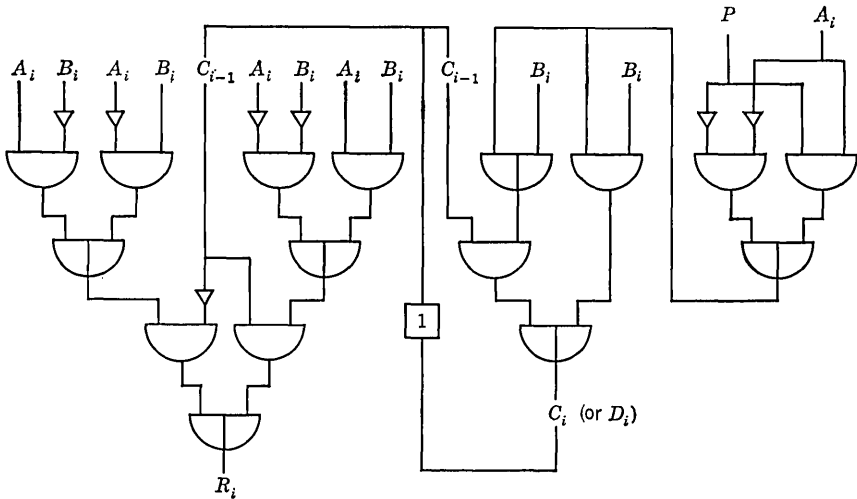 P A_i
A_i B_i A_i B_i C_{i-1} A_i B_i A_i B_i C_{i-1} B_i B_i
1
C_i (or D_i)
R_i